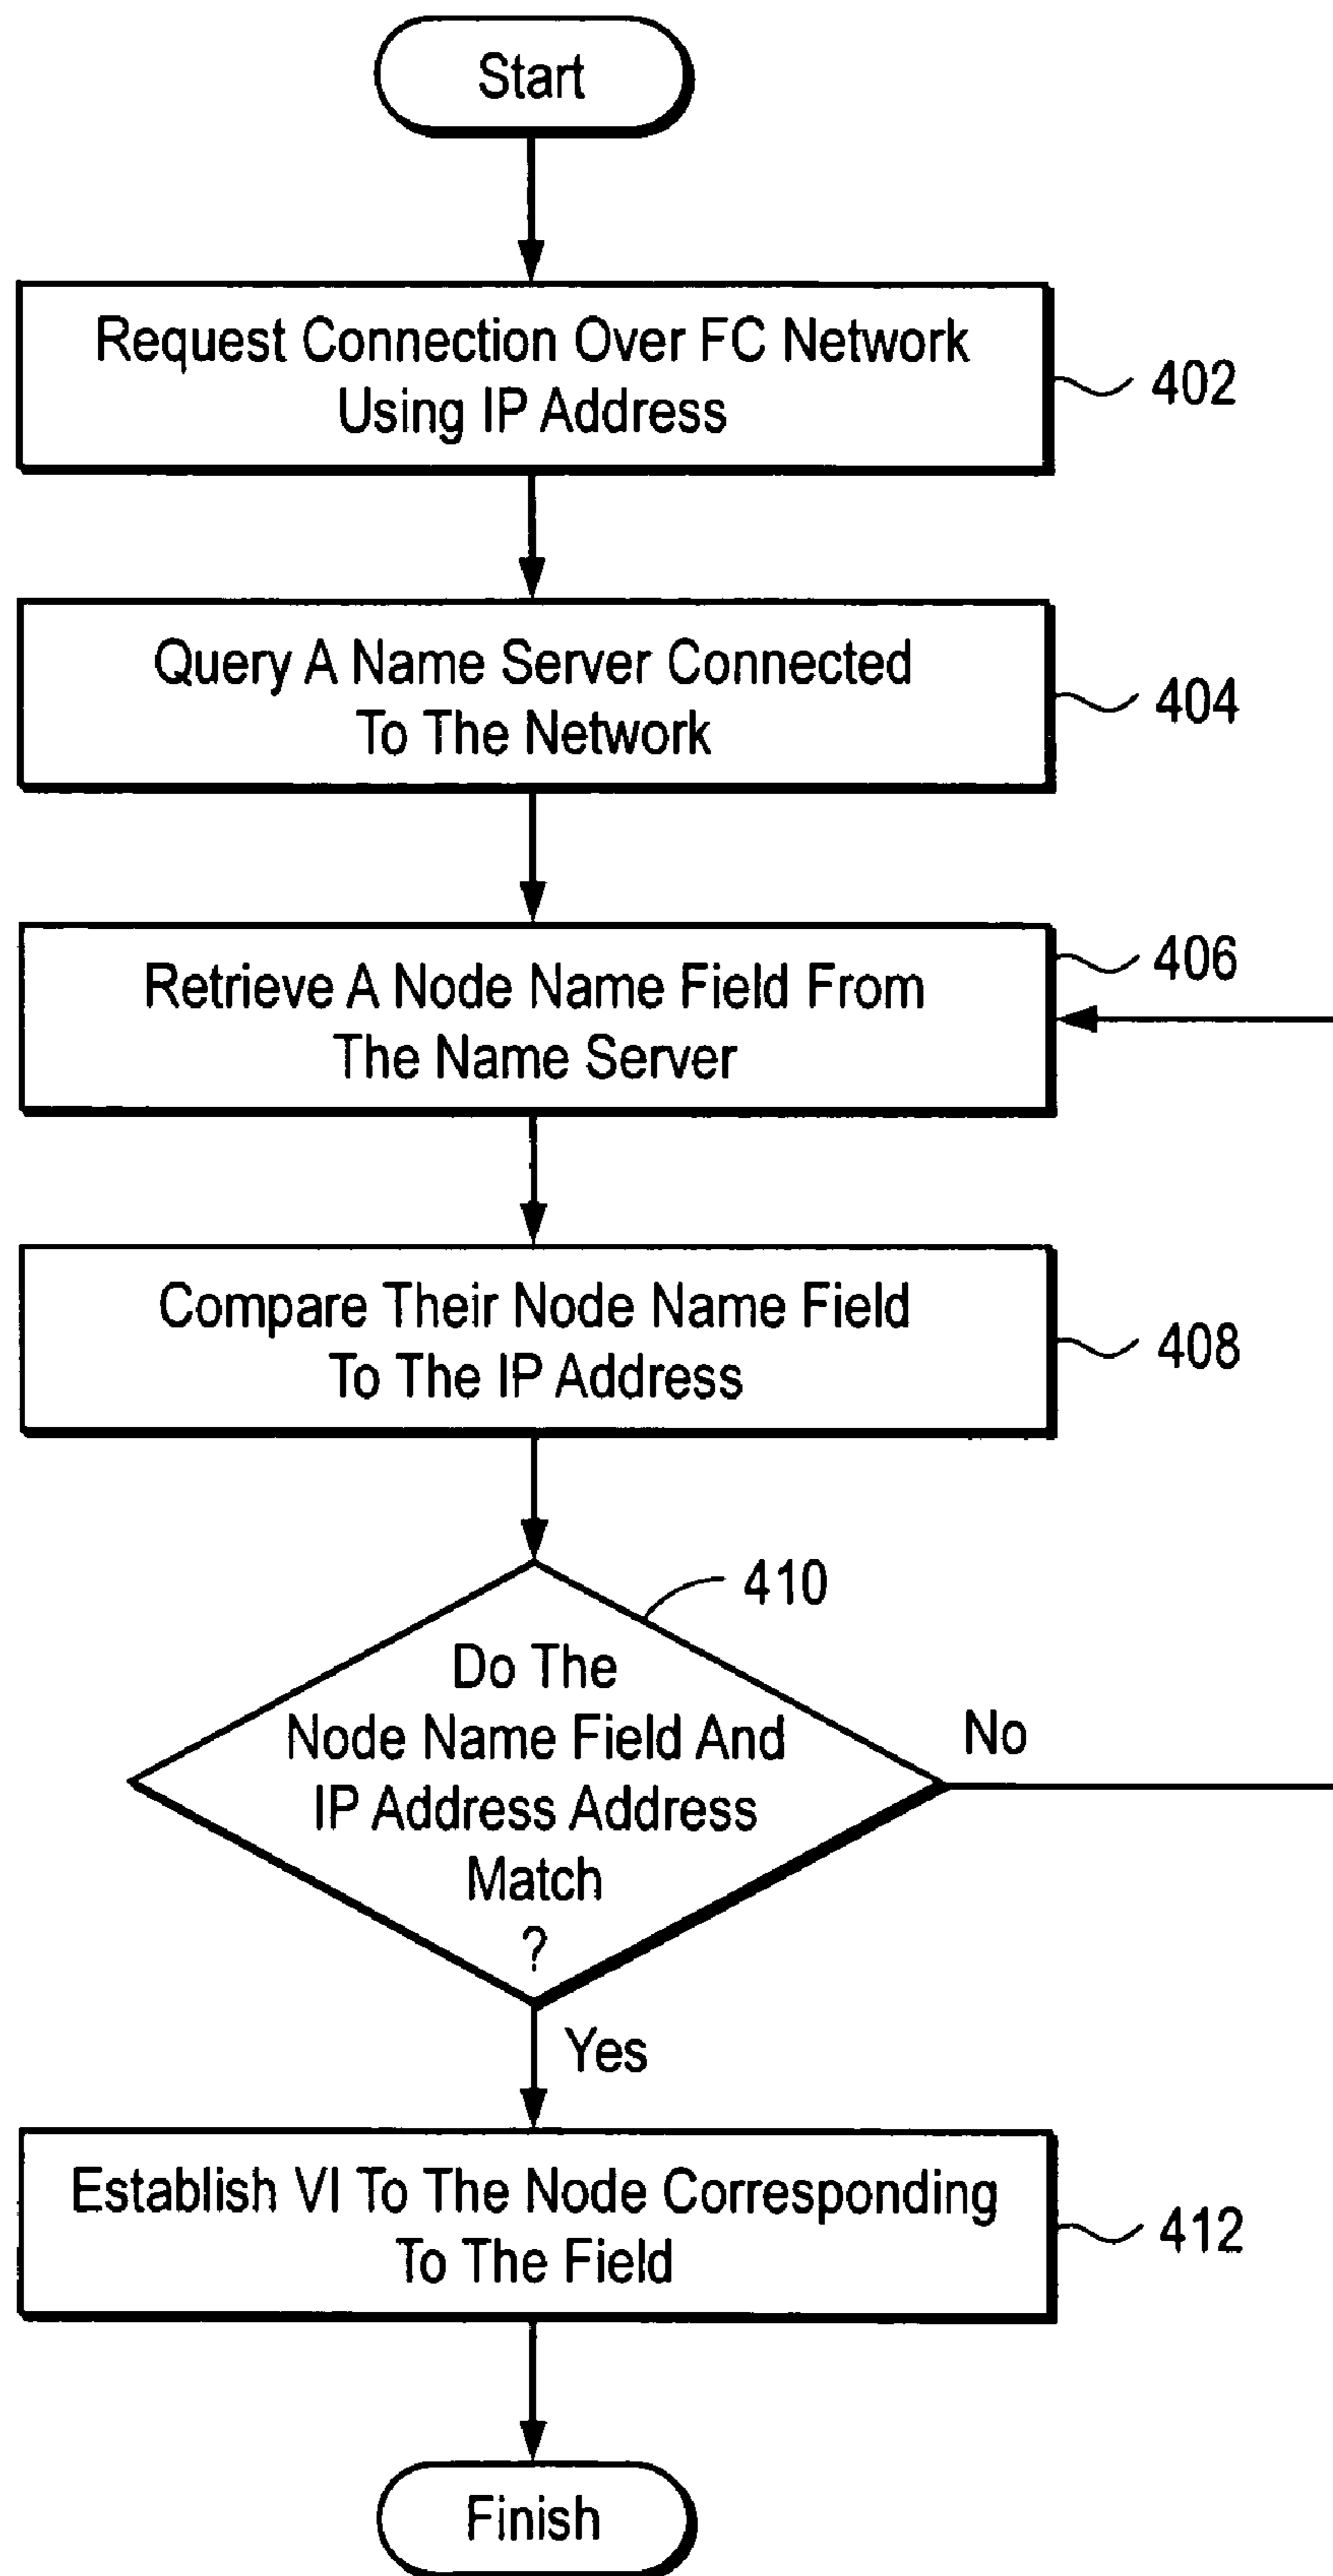 Start
Request Connection Over FC Network
Using IP Address
402
Query A Name Server Connected
To The Network
404
Retrieve A Node Name Field From
The Name Server
406
Compare Their Node Name Field
To The IP Address
408
410
Do The
Node Name Field And
IP Address Address
Match
?
No
Yes
Establish VI To The Node Corresponding
To The Field
412
Finish